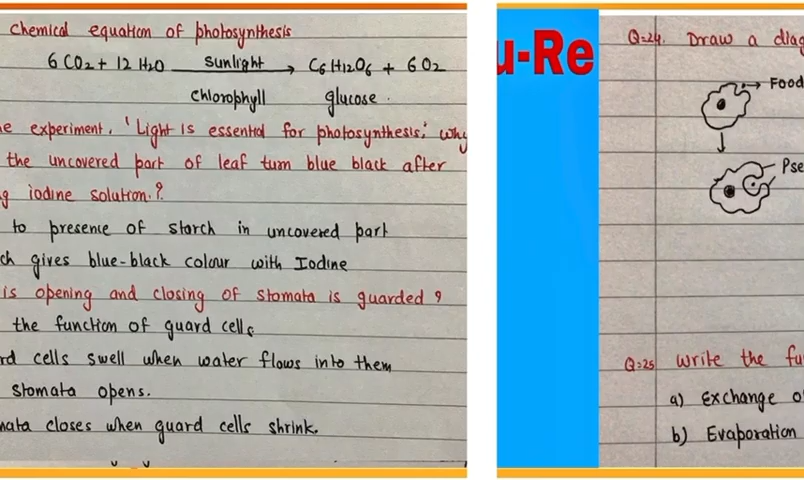 chemical equation of photosynthesis
6 CO2 + 12 H2O sunlight → C6H12O6 + 6O2
chlorophyll glucose.
experiment. 'Light is essential for photosynthesis,' Why
the uncovered part of leaf turn blue black after
iodine solution.?
to presence of starch in uncovered part
gives blue-black colour with Iodine
is opening and closing of stomata is guarded ?
the function of guard cells
cells swell when water flows into them
stomata opens.
closes when guard cells shrink.
u-Re
Q=24. Draw a diag
Food
Pse
Q=25 Write the fu
a) Exchange o
b) Evaporation